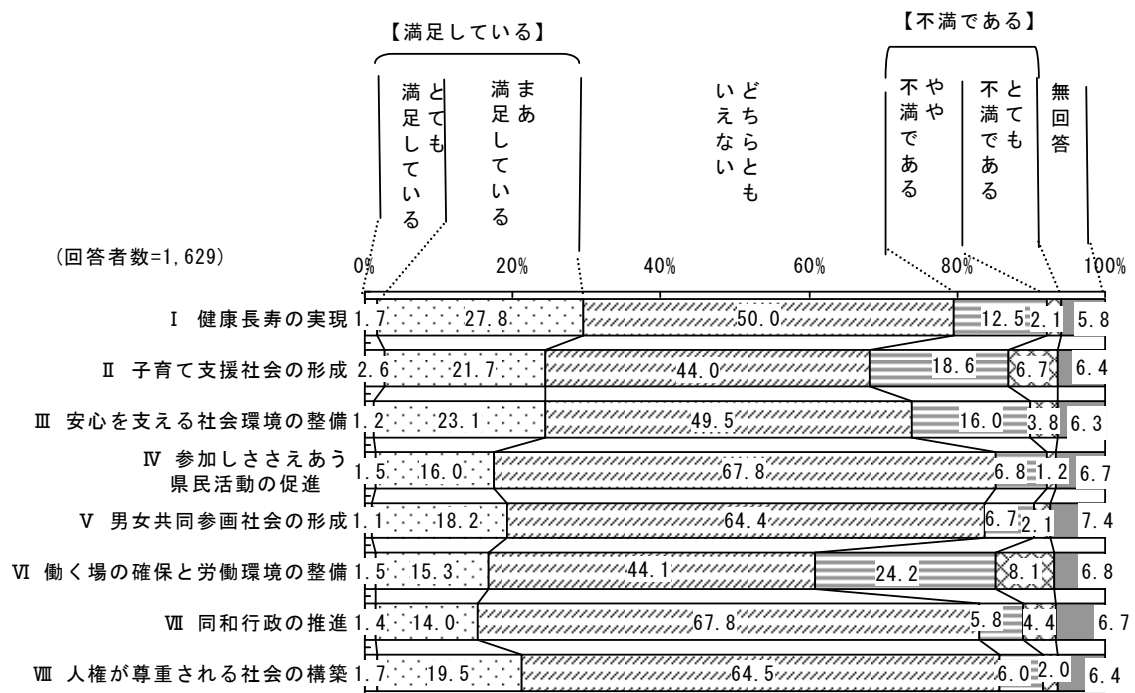 【満足している】
【不満である】
とても
満足している
まあ
満足している
どちらとも
いえない
やや
不満である
とても
不満である
無回答
(回答者数=1,629)
0%
20%
40%
60%
80%
100%
Ⅰ 健康長寿の実現 1.7 27.8 50.0 12.5 2.1 5.8
Ⅱ 子育て支援社会の形成 2.6 21.7 44.0 18.6 6.7 6.4
Ⅲ 安心を支える社会環境の整備 1.2 23.1 49.5 16.0 3.8 6.3
Ⅳ 参加しささえあう
県民活動の促進 1.5 16.0 67.8 6.8 1.2 6.7
Ⅴ 男女共同参画社会の形成 1.1 18.2 64.4 6.7 2.1 7.4
Ⅵ 働く場の確保と労働環境の整備 1.5 15.3 44.1 24.2 8.1 6.8
Ⅶ 同和行政の推進 1.4 14.0 67.8 5.8 4.4 6.7
Ⅷ 人権が尊重される社会の構築 1.7 19.5 64.5 6.0 2.0 6.4